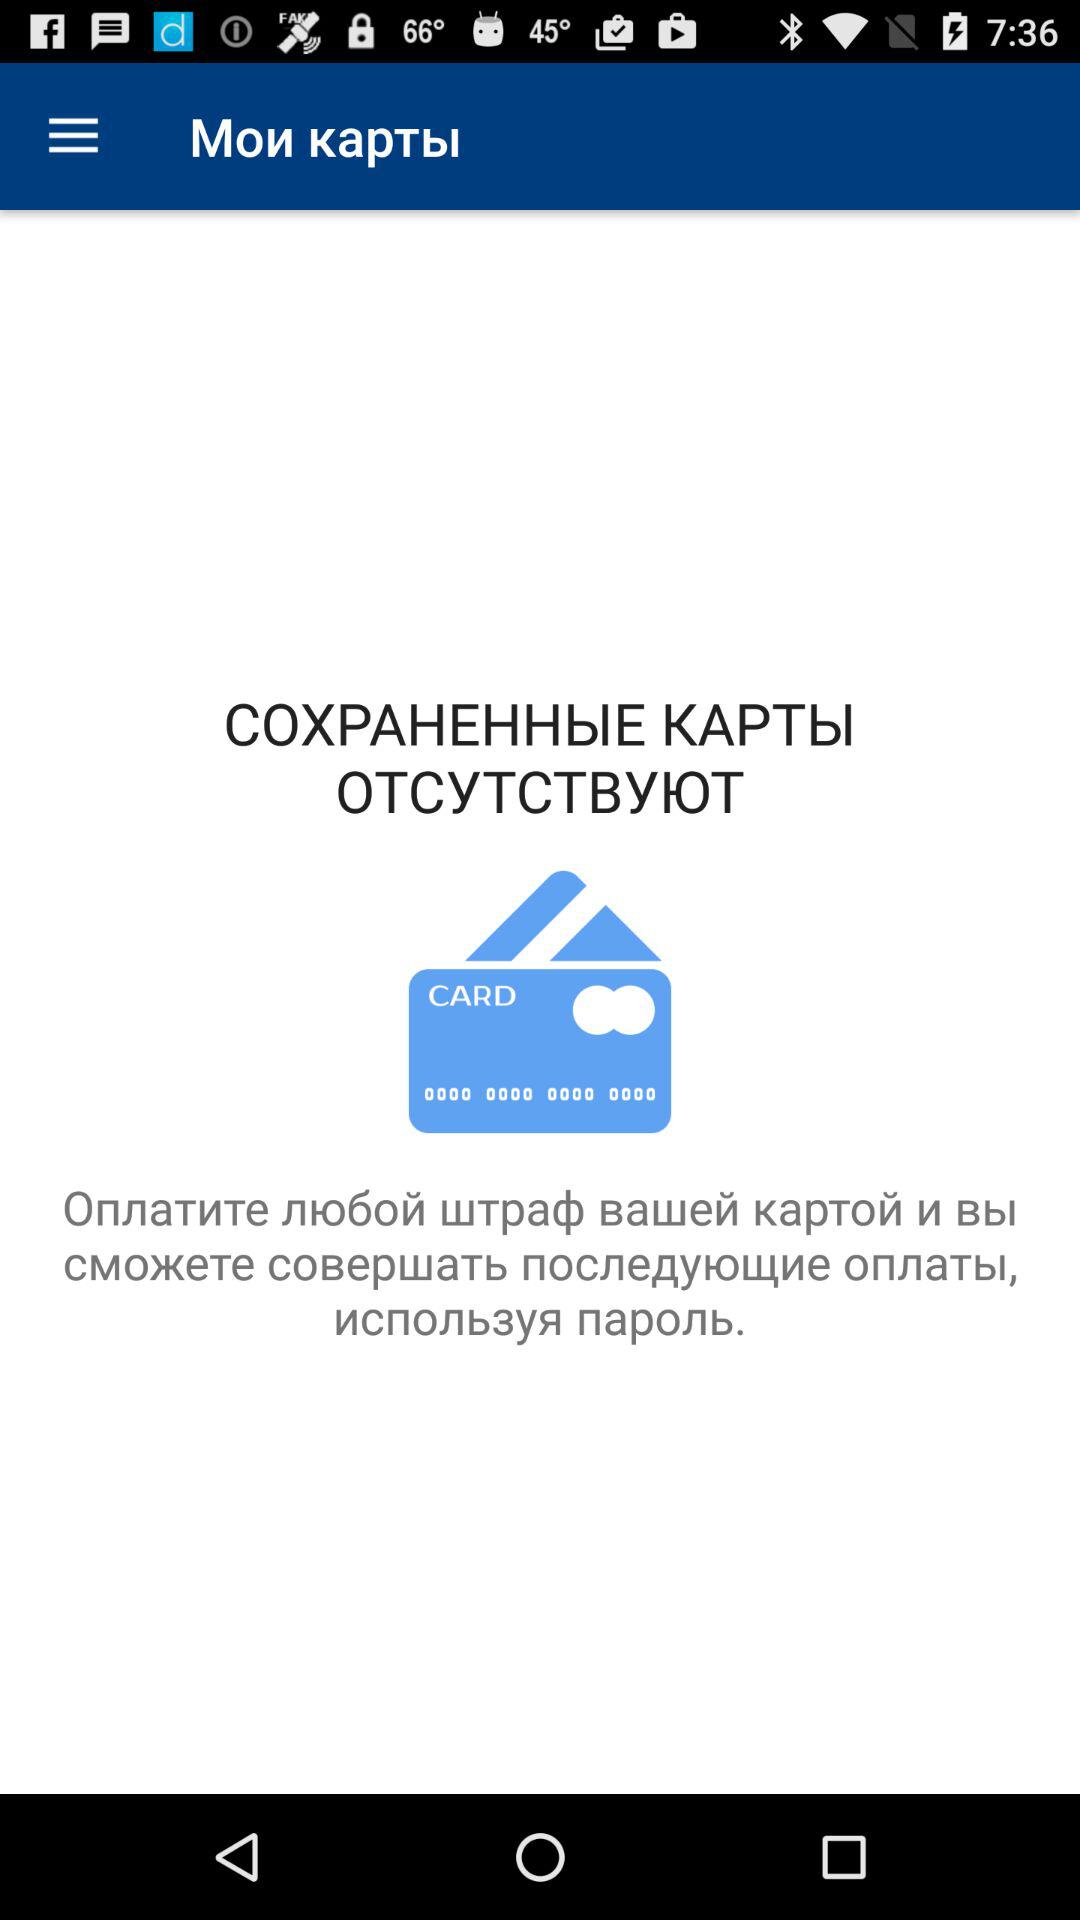 FAKE 66° 45° 7:36
Мои карты
СОХРАНЕННЫЕ КАРТЫ
ОТСУТСТВУЮТ
CARD
0000 0000 0000 0000
Оплатите любой штраф вашей картой и вы
сможете совершать последующие оплаты,
используя пароль.